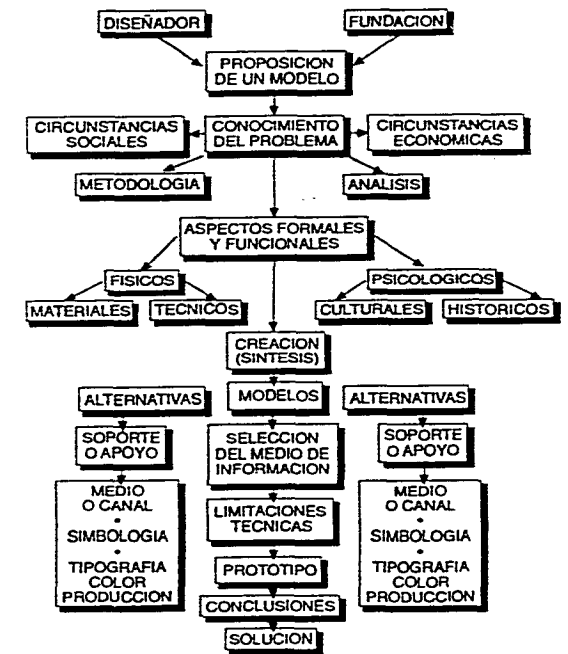 DISEÑADOR
FUNDACION
PROPOSICION
DE UN MODELO
CIRCUNSTANCIAS
SOCIALES
CONOCIMIENTO
DEL PROBLEMA
CIRCUNSTANCIAS
ECONOMICAS
METODOLOGIA
ANALISIS
ASPECTOS FORMALES
Y FUNCIONALES
FISICOS
PSICOLOGICOS
MATERIALES
TECNICOS
CULTURALES
HISTORICOS
CREACION
(SINTESIS)
ALTERNATIVAS
MODELOS
ALTERNATIVAS
SOPORTE
O APOYO
SELECCION
DEL MEDIO DE
INFORMACION
SOPORTE
O APOYO
MEDIO
O CANAL
•
SIMBOLOGIA
•
TIPOGRAFIA
COLOR
PRODUCCION
LIMITACIONES
TECNICAS
MEDIO
O CANAL
•
SIMBOLOGIA
•
TIPOGRAFIA
COLOR
PRODUCCION
PROTOTIPO
CONCLUSIONES
SOLUCION